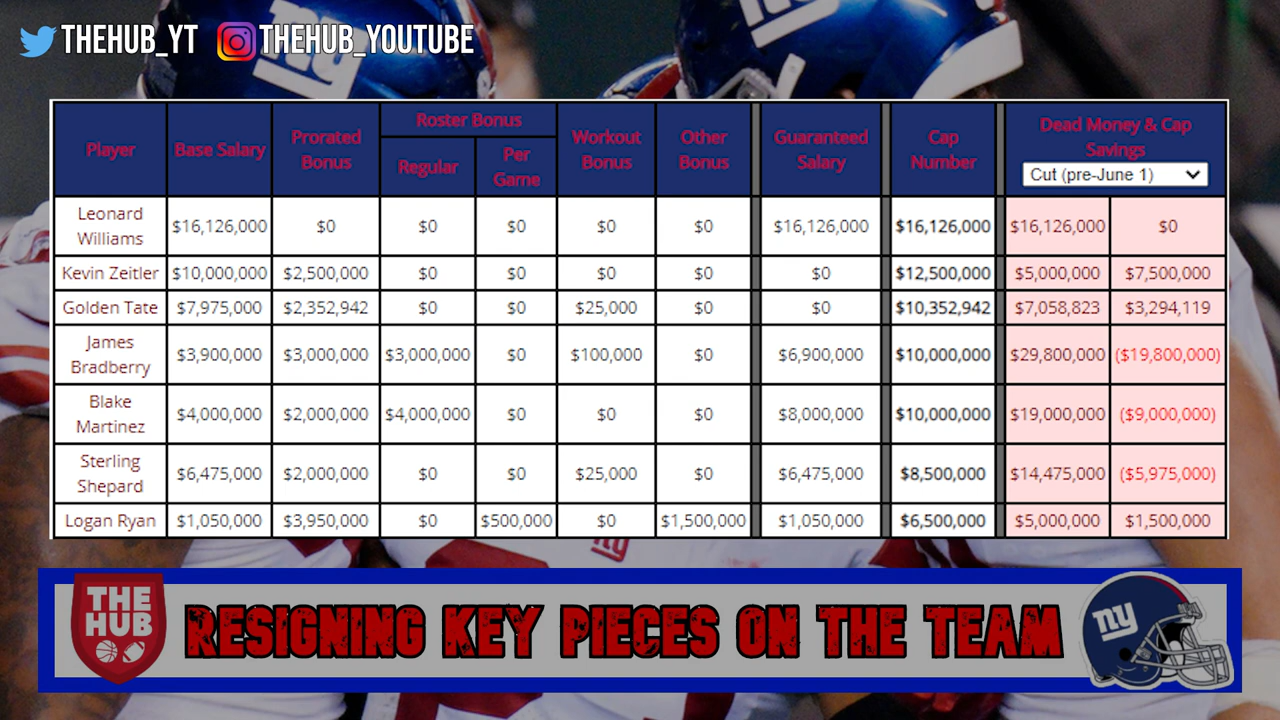 THEHUB_YT THEHUB_YOUTUBE
ny
ny
Player Base Salary Prorated Bonus Roster Bonus Regular Per Game Workout Bonus Other Bonus Guaranteed Salary Cap Number Dead Money & Cap Savings
Cut (pre-June 1)
Leonard Williams $16,126,000 $0 $0 $0 $0 $0 $16,126,000 $16,126,000 $16,126,000 $0
Kevin Zeitler $10,000,000 $2,500,000 $0 $0 $0 $0 $0 $12,500,000 $5,000,000 $7,500,000
Golden Tate $7,975,000 $2,352,942 $0 $0 $25,000 $0 $0 $10,352,942 $7,058,823 $3,294,119
James Bradberry $3,900,000 $3,000,000 $3,000,000 $0 $100,000 $0 $6,900,000 $10,000,000 $29,800,000 ($19,800,000)
Blake Martinez $4,000,000 $2,000,000 $4,000,000 $0 $0 $0 $8,000,000 $10,000,000 $19,000,000 ($9,000,000)
Sterling Shepard $6,475,000 $2,000,000 $0 $0 $25,000 $0 $6,475,000 $8,500,000 $14,475,000 ($5,975,000)
Logan Ryan $1,050,000 $3,950,000 $0 $500,000 $0 $1,500,000 $1,050,000 $6,500,000 $5,000,000 $1,500,000
ny
THE
HUB
RESIGNING KEY PIECES ON THE TEAM
ny